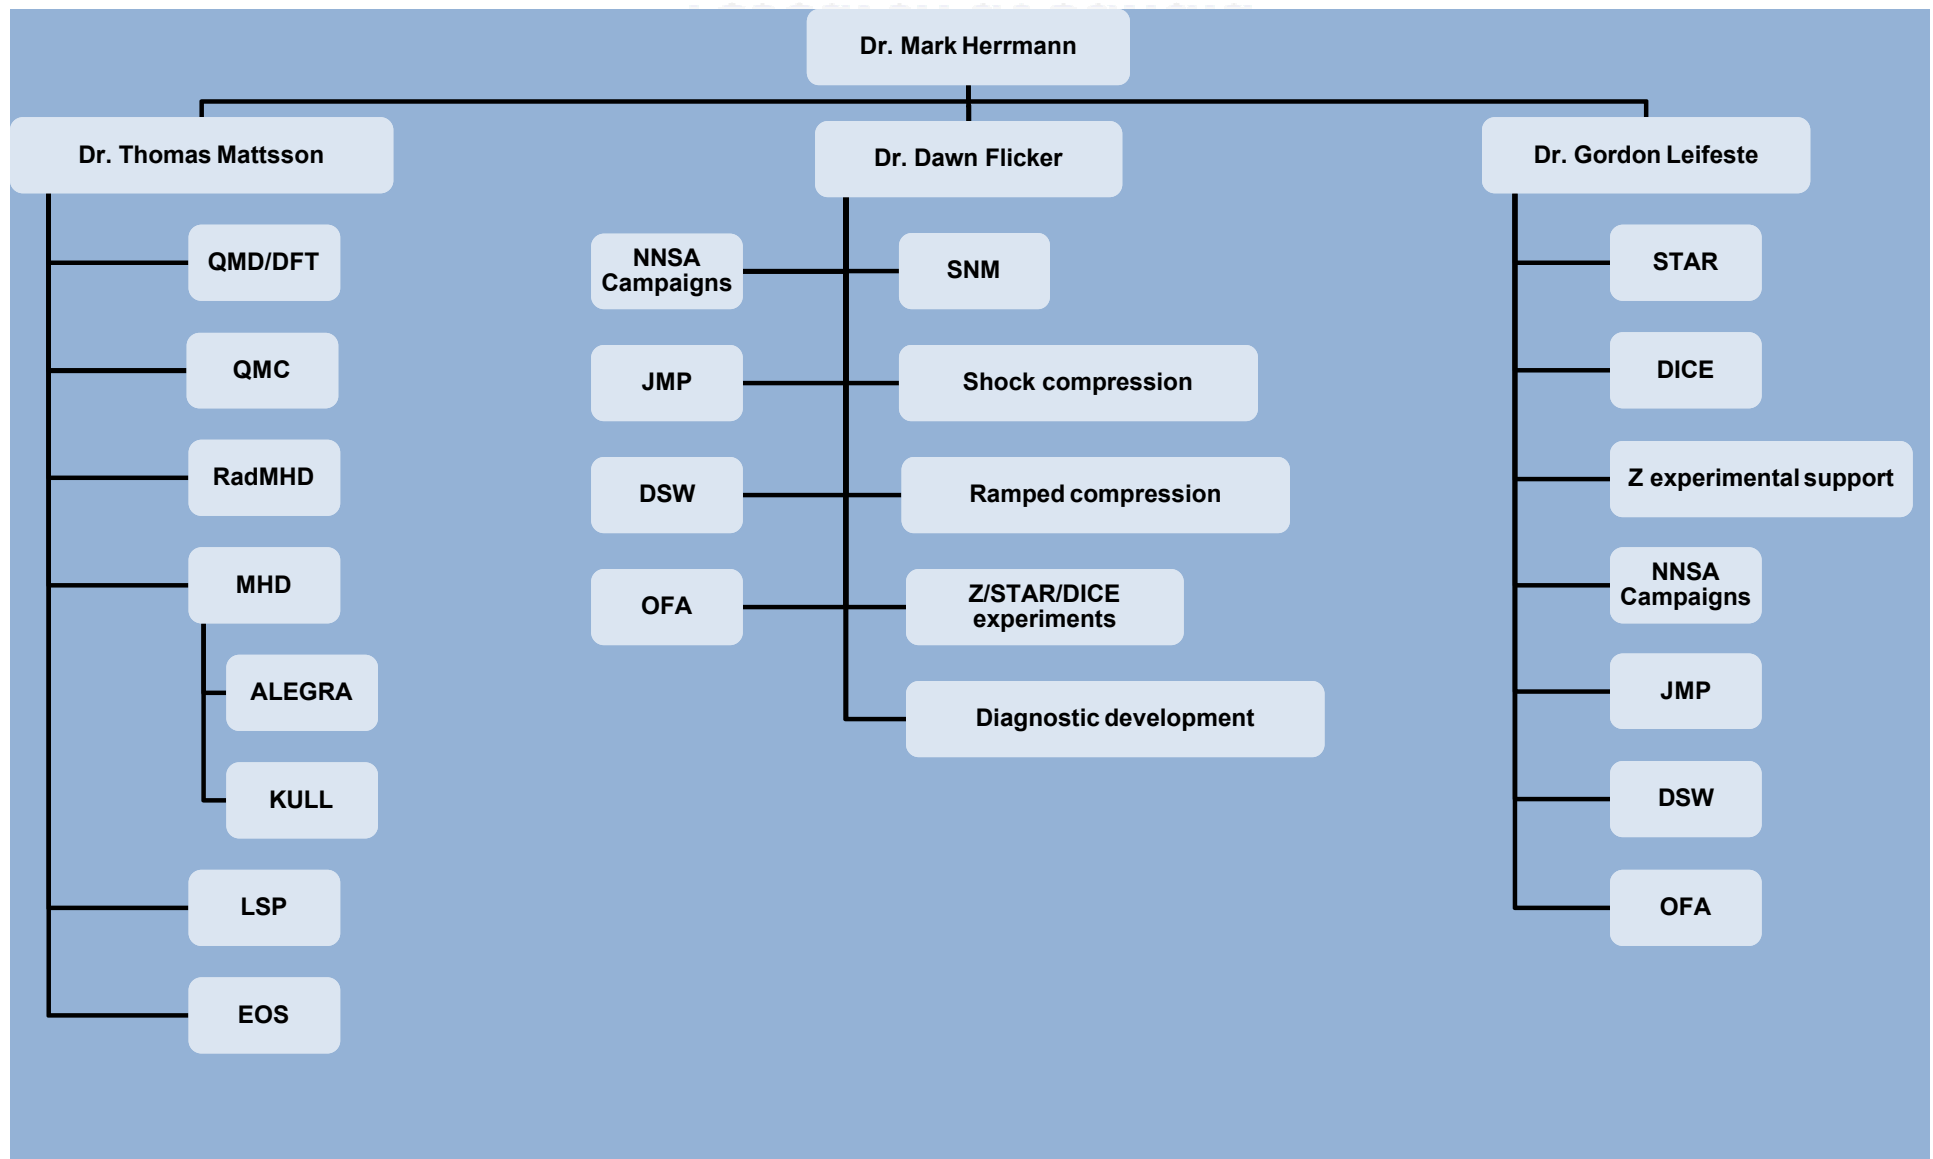 Dr. Mark Herrmann
Dr. Thomas Mattsson
QMD/DFT
QMC
RadMHD
MHD
ALEGRA
KULL
LSP
EOS
Dr. Dawn Flicker
NNSA
Campaigns
SNM
JMP
Shock compression
DSW
Ramped compression
OFA
Z/STAR/DICE
experiments
Diagnostic development
Dr. Gordon Leifeste
STAR
DICE
Z experimental support
NNSA
Campaigns
JMP
DSW
OFA